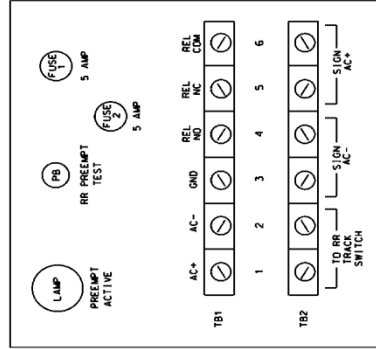 LAMP
PREEMPT
ACTIVE
PB
RR PREEMPT
TEST
FUSE
1
5 AMP
FUSE
2
5 AMP
AC+
AC-
GND
REL
NO
REL
NC
REL
COM
TB1
1
2
3
4
5
6
TB2
TO RR
TRACK
SWITCH
SIGN
AC-
SIGN
AC+